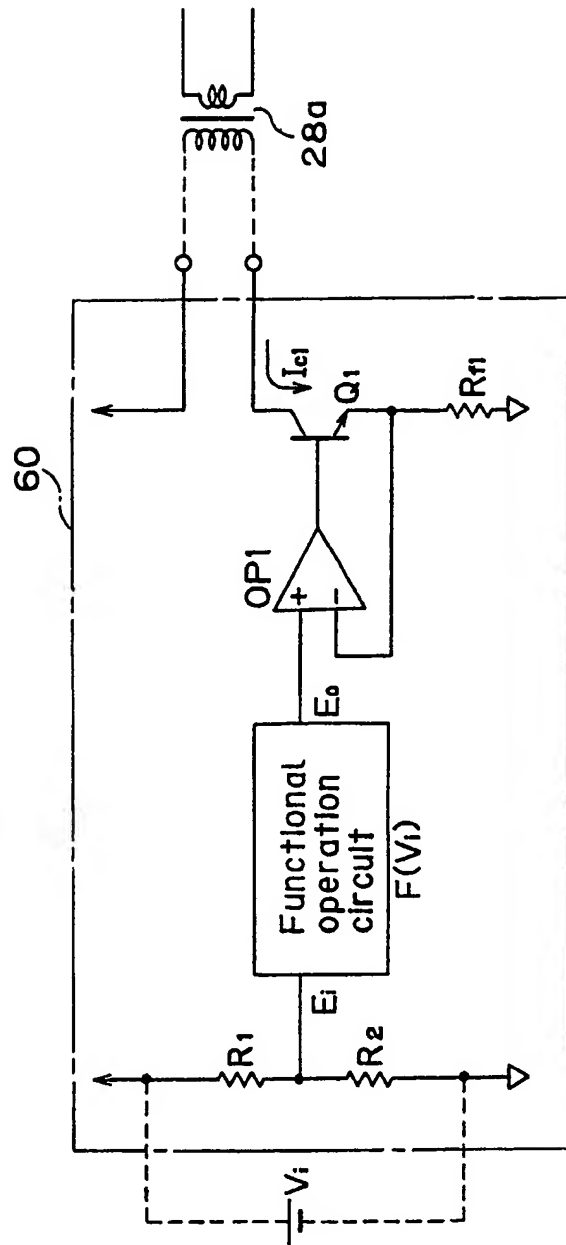 60
28a
Vi
R1
R2
Ei
Functional
operation
circuit
F(Vi)
Eo
OP1
+
−
Ic1
Q1
Rf1